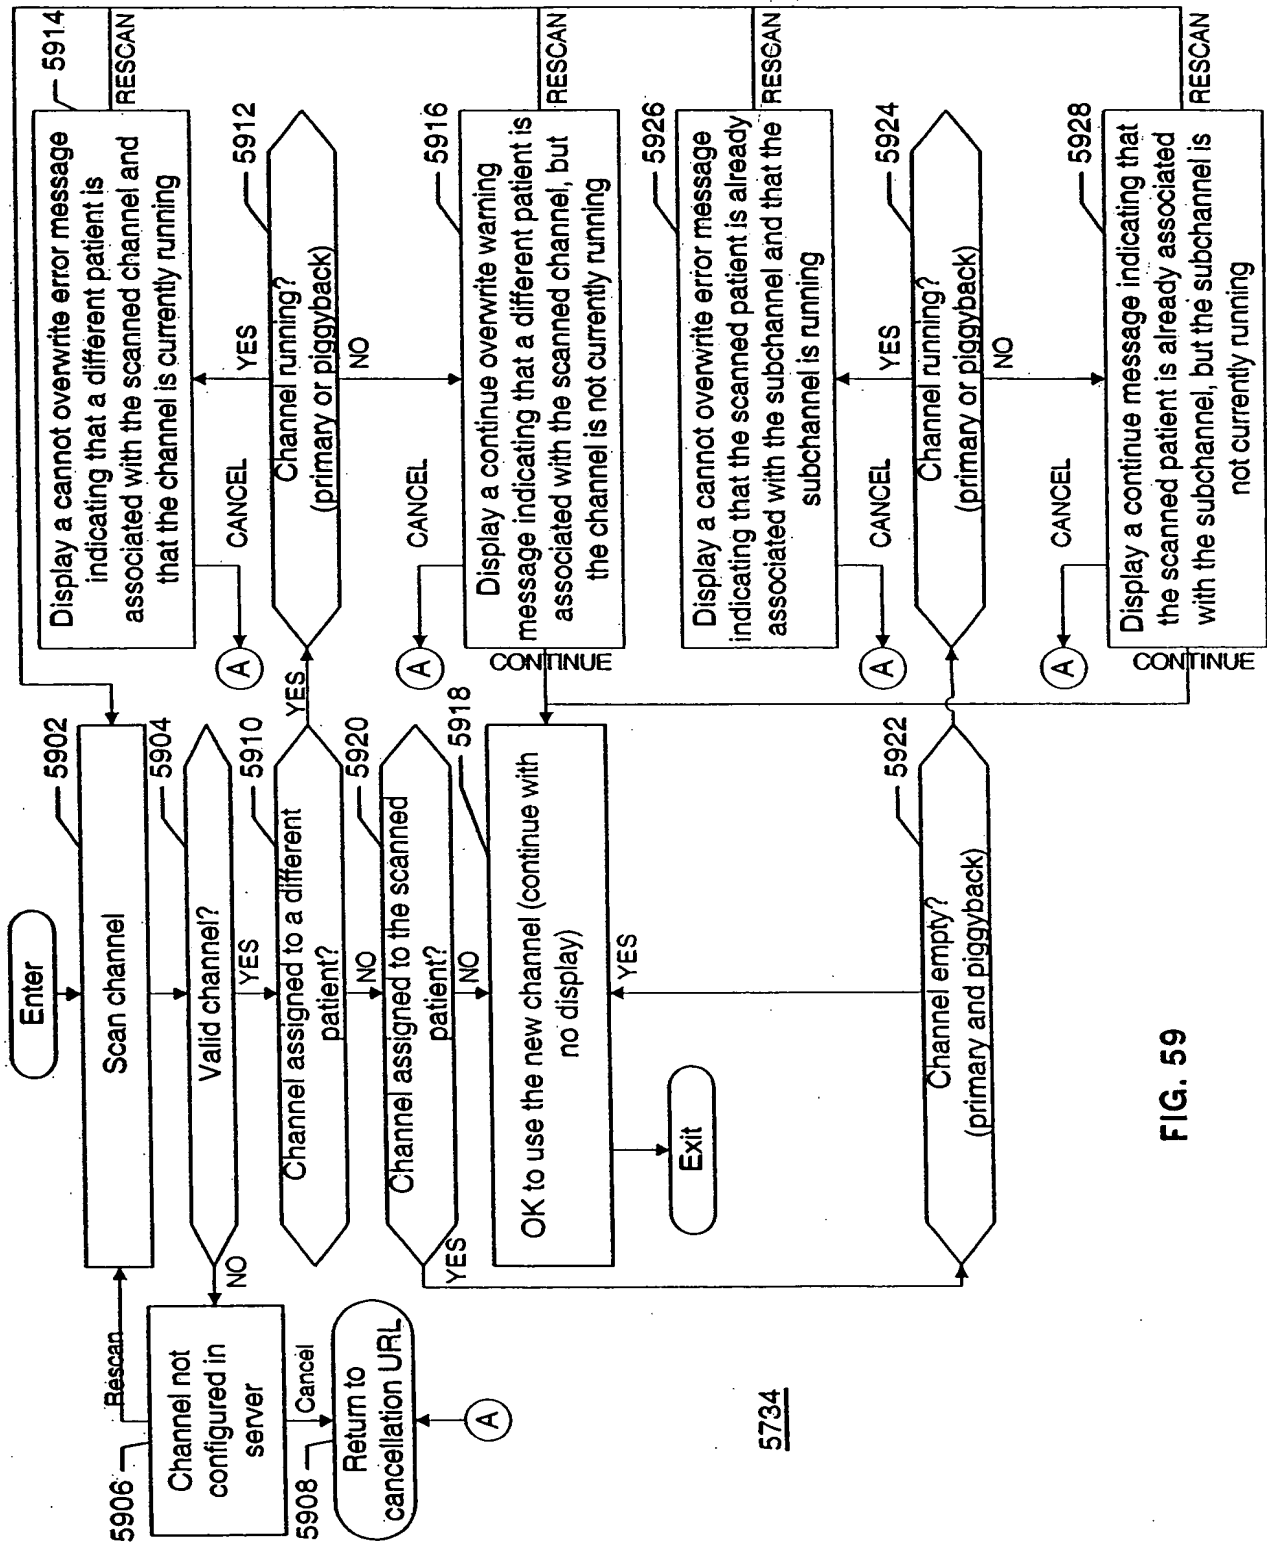 Enter
Scan channel
5902
Valid channel?
5904
YES
NO
Rescan
5906
Channel not
configured in
server
Cancel
5908
Return to
cancellation URL
A
Channel assigned to a different
patient?
5910
YES
NO
Channel assigned to the scanned
patient?
5920
NO
YES
5918
OK to use the new channel (continue with
no display)
YES
Exit
Channel empty?
(primary and piggyback)
5922
Display a cannot overwrite error message
indicating that a different patient is
associated with the scanned channel and
that the channel is currently running
5914
RESCAN
CANCEL
A
YES
Channel running?
(primary or piggyback)
5912
NO
CANCEL
A
5916
Display a continue overwrite warning
message indicating that a different patient is
associated with the scanned channel, but
the channel is not currently running
RESCAN
CONTINUE
5926
Display a cannot overwrite error message
indicating that the scanned patient is already
associated with the subchannel and that the
subchannel is running
RESCAN
CANCEL
A
YES
Channel running?
(primary or piggyback)
5924
NO
CANCEL
A
5928
Display a continue message indicating that
the scanned patient is already associated
with the subchannel, but the subchannel is
not currently running
RESCAN
CONTINUE
5734
FIG. 59